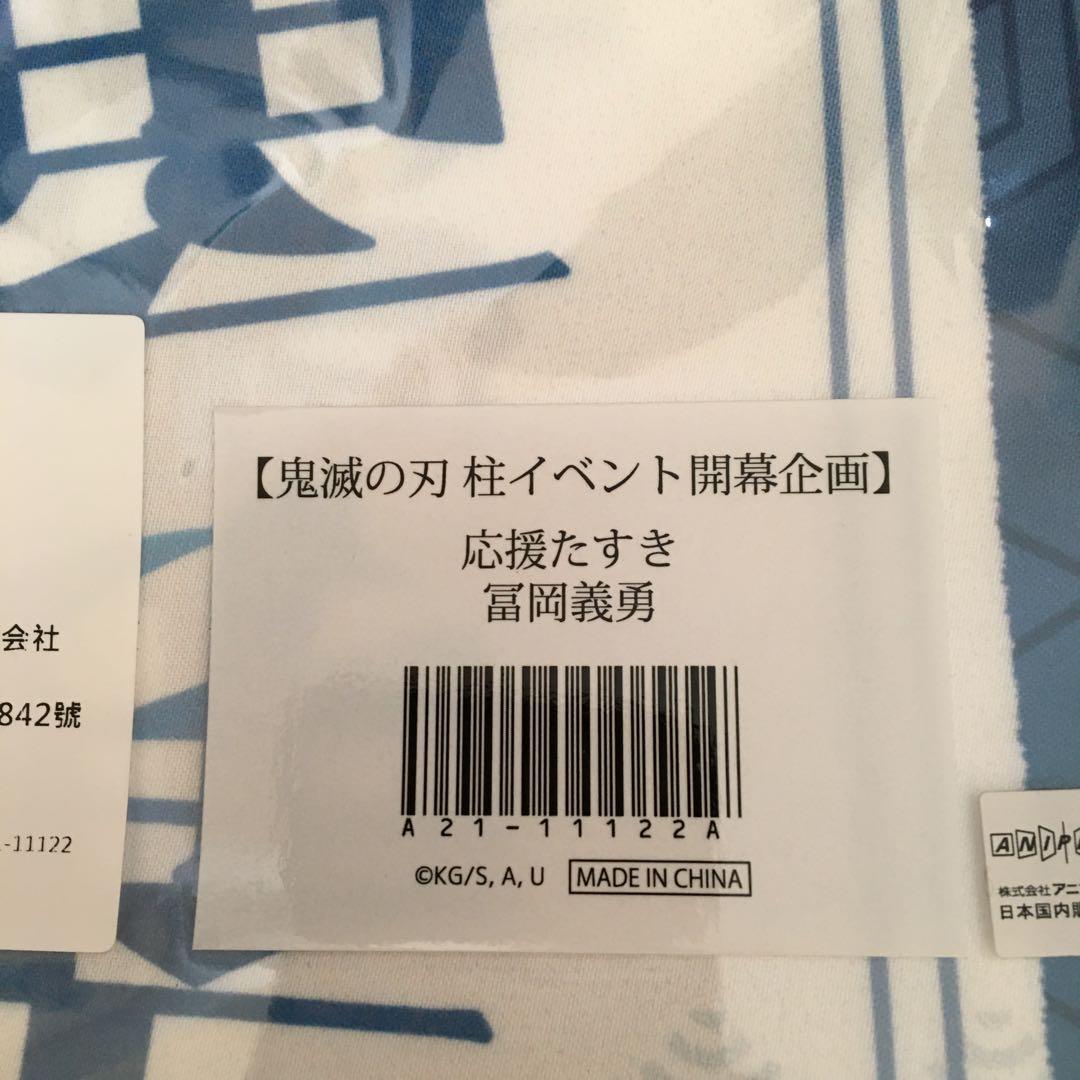 【鬼滅の刃 柱イベント開幕企画】
応援たすき
冨岡義勇
A21-11122A
©KG/S, A, U
MADE IN CHINA
会社
842號
-11122
株式会社アニ
日本国内